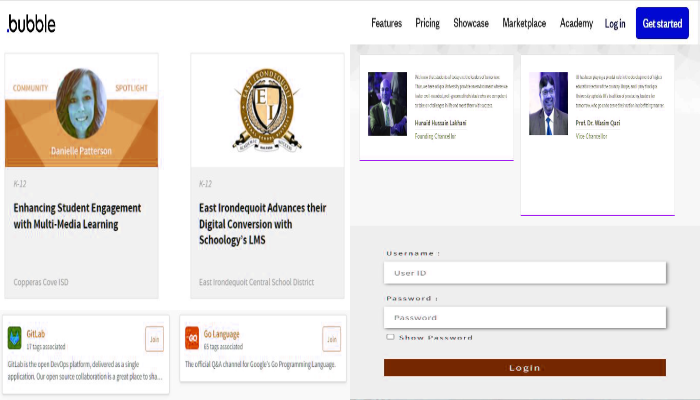 .bubble
Features
Pricing
Showcase
Marketplace
Academy
Log in
Get started
COMMUNITY
SPOTLIGHT
Danielle Patterson
K-12
Enhancing Student Engagement
with Multi-Media Learning
Copperas Cove ISD
EAST IRONDEQUOIT
E I
K-12
East Irondequoit Advances their
Digital Conversion with
Schoology's LMS
East Irondequoit Central School District
Hunaid Hussain Lakhani
Founding Chancellor
Prof. Dr. Wasim Qazi
Vice Chancellor
Username :
User ID
Password :
Password
Show Password
Login
GitLab
17 tags associated
Join
GitLab is the open DevOps platform, delivered as a single
application. Our open source collaboration is a great place to sha...
Go Language
65 tags associated
Join
The official Q&A channel for Google's Go Programming Language.